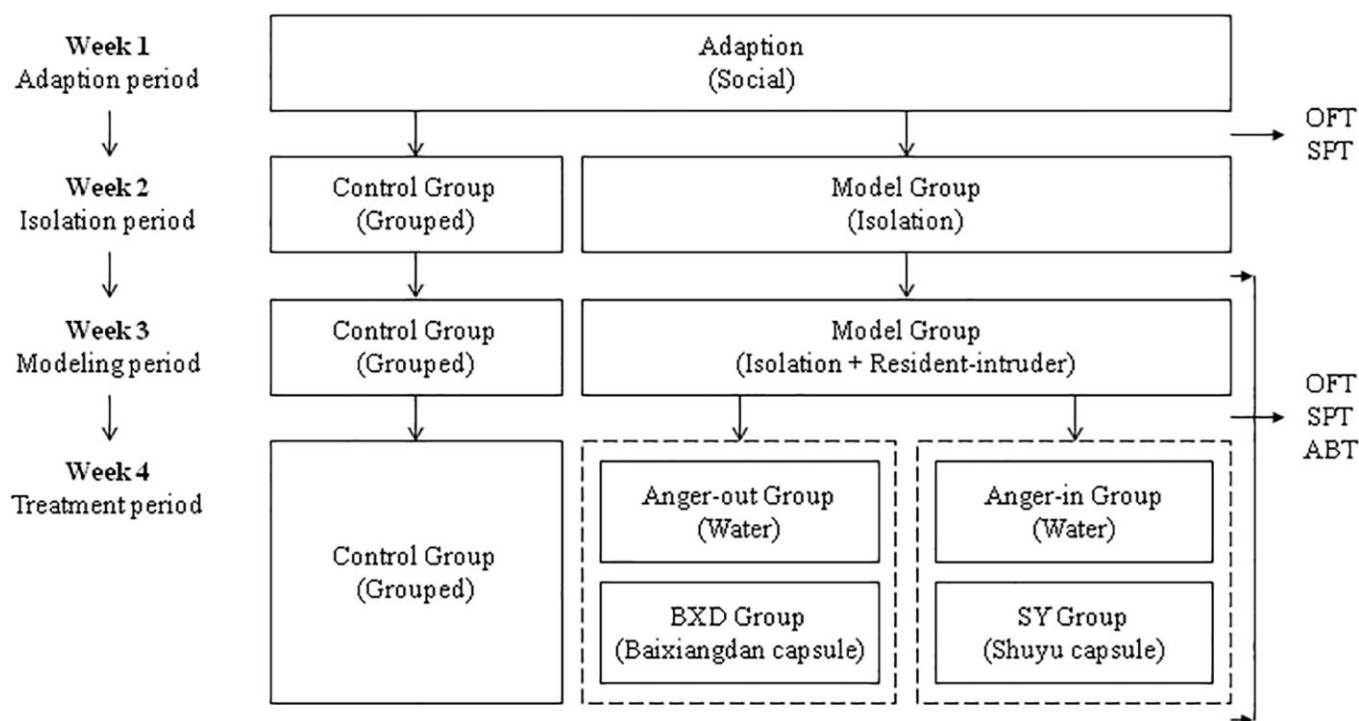 Week 1
Adaption period
Adaption
(Social)
OFT
SPT
Week 2
Isolation period
Control Group
(Grouped)
Model Group
(Isolation)
Week 3
Modeling period
Control Group
(Grouped)
Model Group
(Isolation + Resident-intruder)
OFT
SPT
ABT
Week 4
Treatment period
Control Group
(Grouped)
Anger-out Group
(Water)
Anger-in Group
(Water)
BXD Group
(Baixiangdan capsule)
SY Group
(Shuyu capsule)